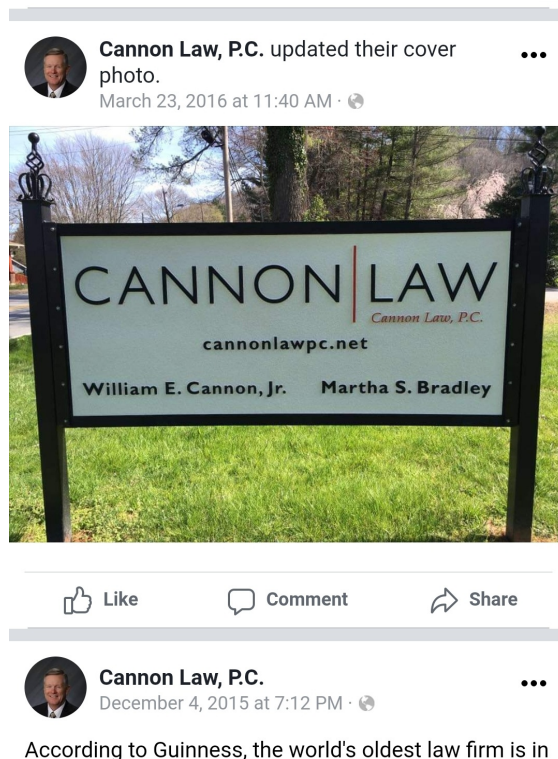 Cannon Law, P.C. updated their cover
photo.
March 23, 2016 at 11:40 AM ·
CANNON LAW
Cannon Law, P.C.
cannonlawpc.net
William E. Cannon, Jr. Martha S. Bradley
Like Comment Share
Cannon Law, P.C.
December 4, 2015 at 7:12 PM ·
According to Guinness, the world's oldest law firm is in